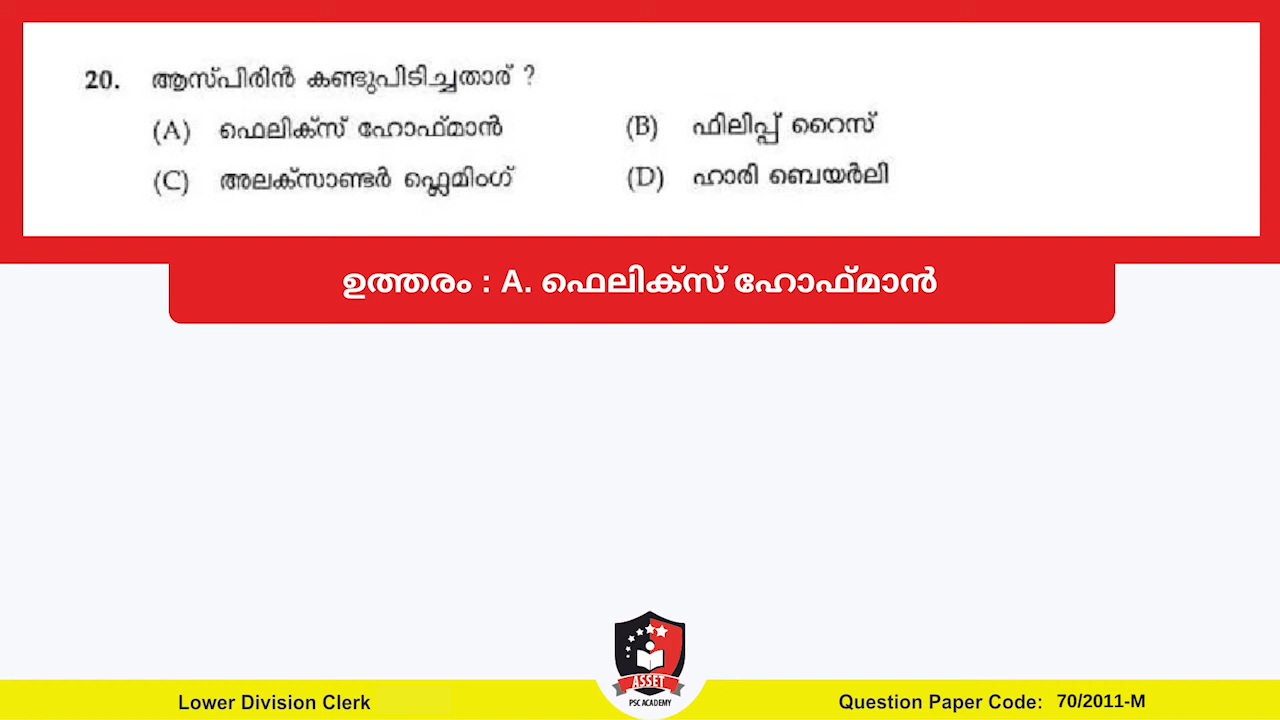 20. ആസ്പിരിൻ കണ്ടുപിടിച്ചതാര് ?
(A) ഫെലിക്സ് ഹോഫ്മാൻ (B) ഫിലിപ്പ് റൈസ്
(C) അലക്സാണ്ടർ ഫ്ലെമിംഗ് (D) ഹാരി ബെയർലി
ഉത്തരം : A. ഫെലിക്സ് ഹോഫ്മാൻ
ASSET
PSC ACADEMY
Lower Division Clerk Question Paper Code: 70/2011-M